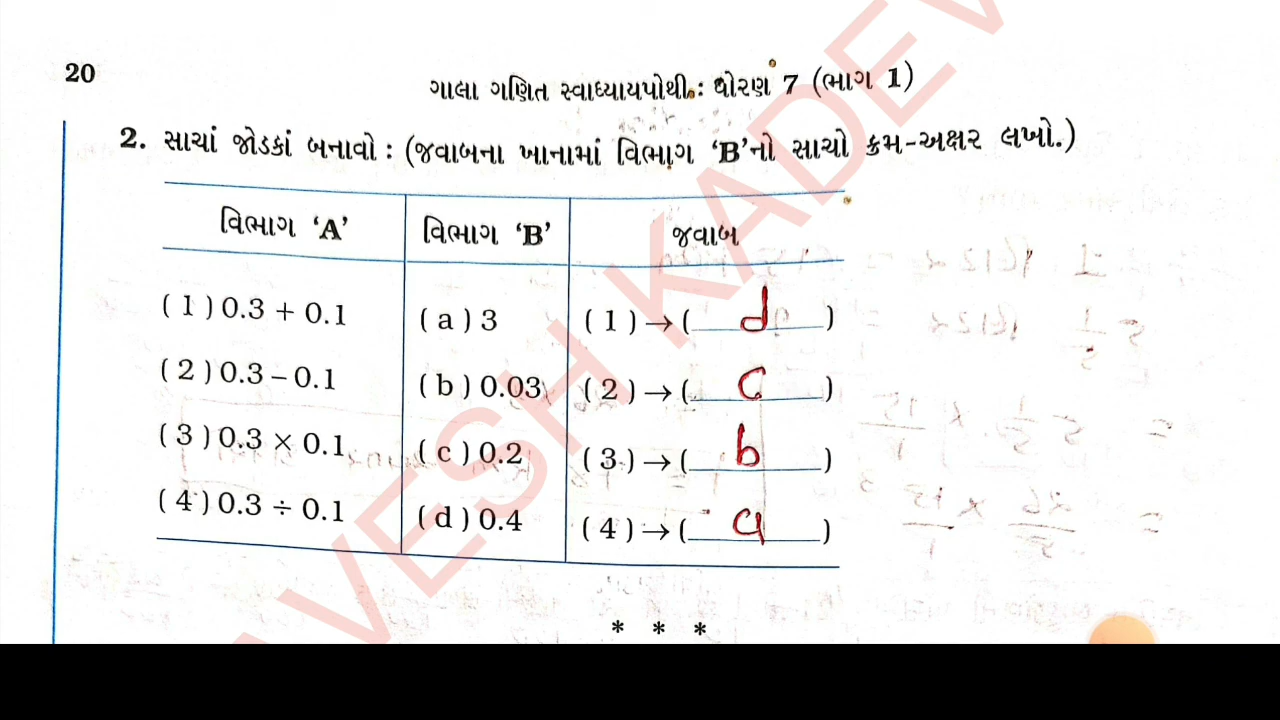 20
ગાલા ગણિત સ્વાધ્યાયપોથી : ધોરણ 7 (ભાગ 1)
2. સાચાં જોડકાં બનાવો : (જવાબના ખાનામાં વિભાગ ‘B’નો સાચો ક્રમ-અક્ષર લખો.)
વિભાગ ‘A’ વિભાગ ‘B’ જવાબ
( 1 ) 0.3 + 0.1 ( a ) 3 ( 1 ) → ( d )
( 2 ) 0.3 – 0.1 ( b ) 0.03 ( 2 ) → ( c )
( 3 ) 0.3 × 0.1 ( c ) 0.2 ( 3 ) → ( b )
( 4 ) 0.3 ÷ 0.1 ( d ) 0.4 ( 4 ) → ( a )
* * *